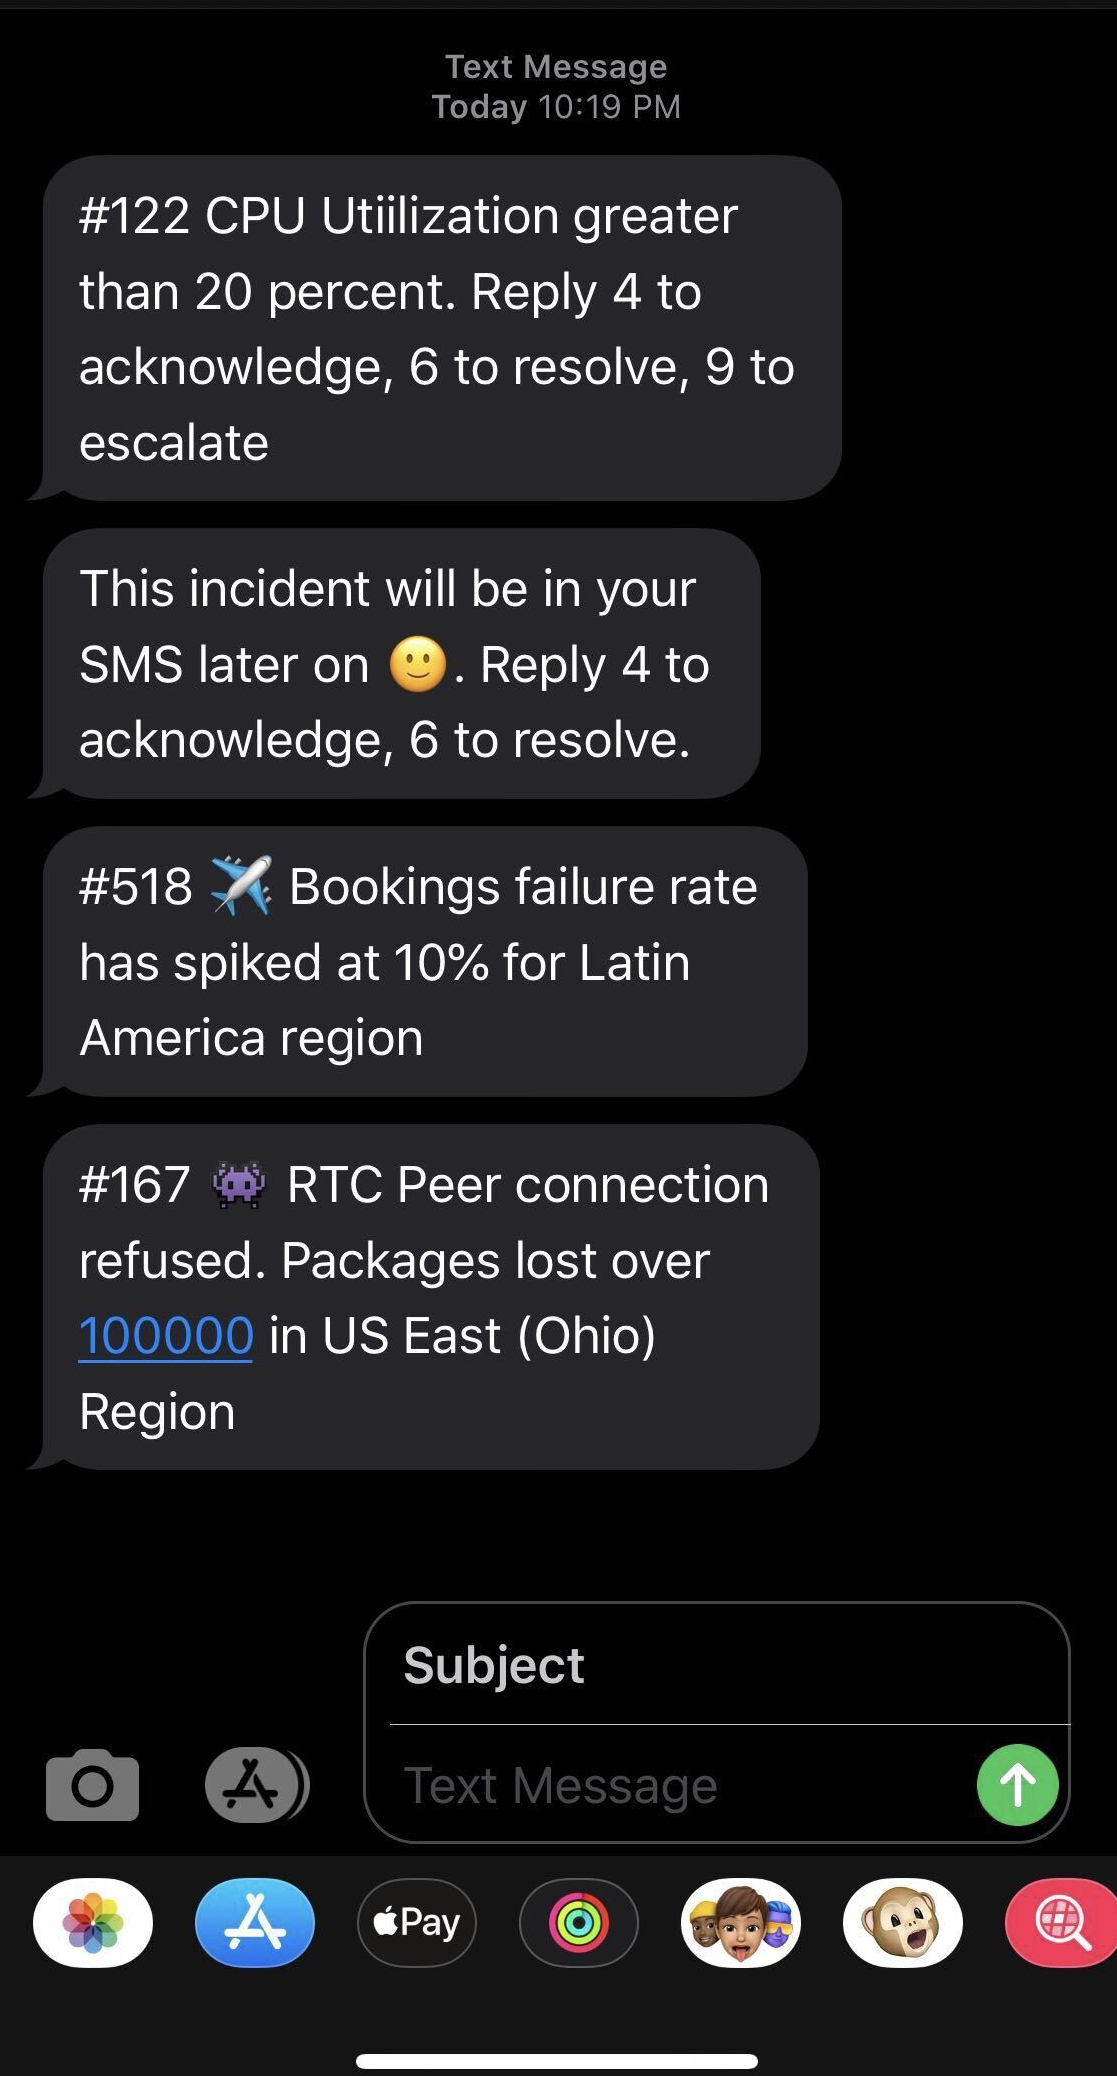 Text Message
Today 10:19 PM
#122 CPU Utiilization greater
than 20 percent. Reply 4 to
acknowledge, 6 to resolve, 9 to
escalate
This incident will be in your
SMS later on 🙂. Reply 4 to
acknowledge, 6 to resolve.
#518 ✈️ Bookings failure rate
has spiked at 10% for Latin
America region
#167 👾 RTC Peer connection
refused. Packages lost over
100000 in US East (Ohio)
Region
Subject
Text Message
Pay